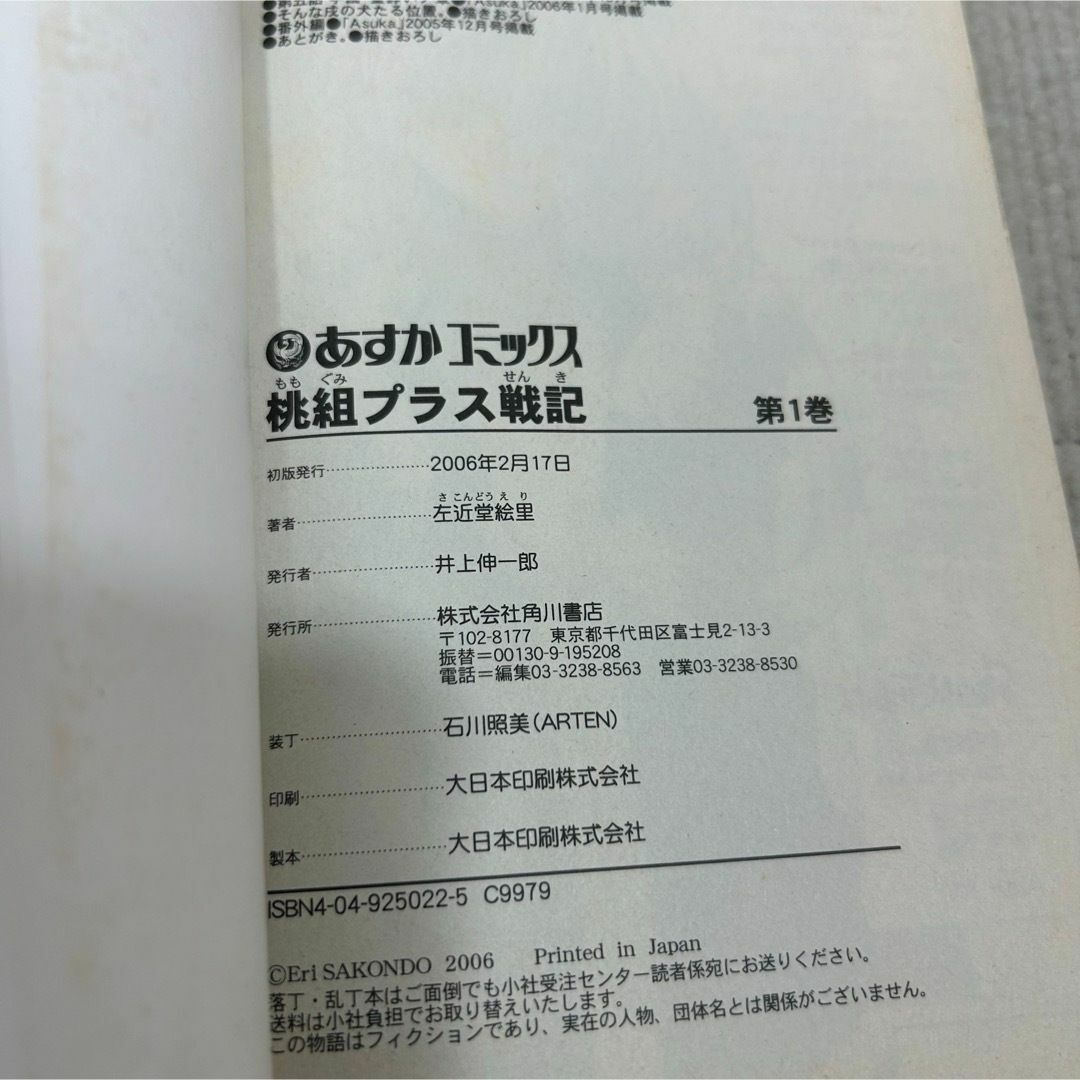 「Asuka」2006年1月号掲載
●そんな戌の犬たる位置。●描きおろし
●番外編●「Asuka」2005年12月号掲載
●あとがき。●描きおろし
あすかコミックス
もも ぐみ せん き
桃組プラス戦記 第1巻
初版発行……………………2006年2月17日
さ こんどう え り
著者……………………左近堂絵里
発行者……………………井上伸一郎
発行所……………………株式会社角川書店
〒102-8177 東京都千代田区富士見2-13-3
振替=00130-9-195208
電話=編集03-3238-8563 営業03-3238-8530
装丁……………………石川照美(ARTEN)
印刷……………………大日本印刷株式会社
製本……………………大日本印刷株式会社
ISBN4-04-925022-5 C9979
©Eri SAKONDO 2006 Printed in Japan
落丁・乱丁本はご面倒でも小社受注センター読者係宛にお送りください。
送料は小社負担でお取り替えいたします。
この物語はフィクションであり、実在の人物、団体名とは関係がございません。